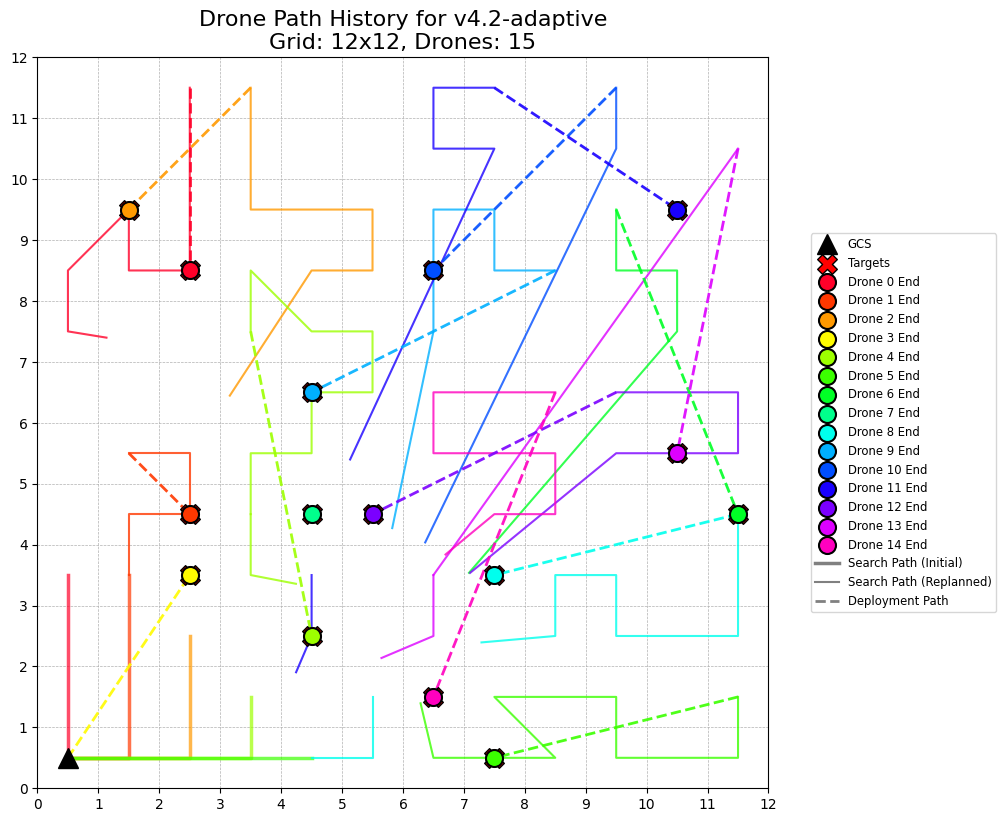 Drone Path History for v4.2-adaptive
Grid: 12x12, Drones: 15
12
11
10
9
8
7
6
5
4
3
2
1
0
0 1 2 3 4 5 6 7 8 9 10 11 12
GCS
Targets
Drone 0 End
Drone 1 End
Drone 2 End
Drone 3 End
Drone 4 End
Drone 5 End
Drone 6 End
Drone 7 End
Drone 8 End
Drone 9 End
Drone 10 End
Drone 11 End
Drone 12 End
Drone 13 End
Drone 14 End
Search Path (Initial)
Search Path (Replanned)
Deployment Path